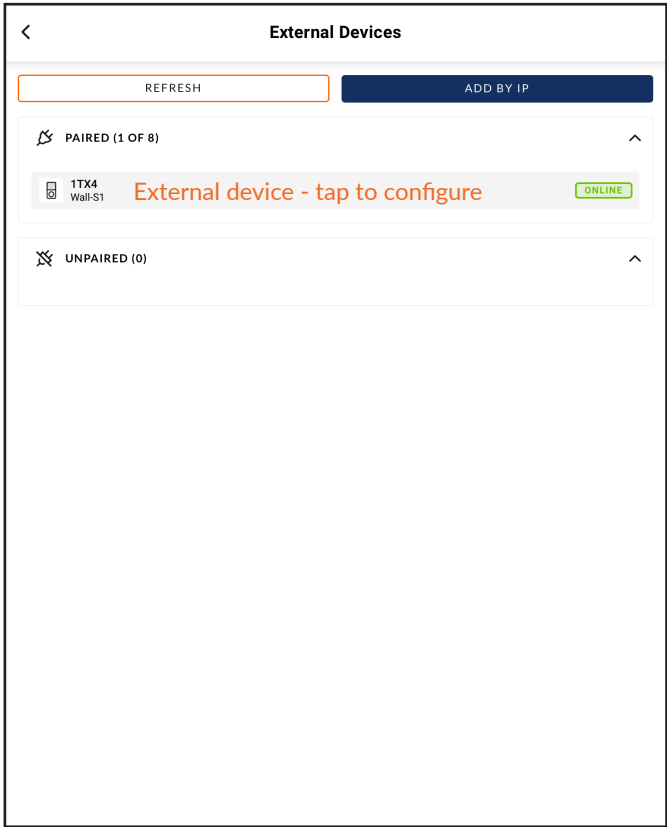 External Devices
REFRESH
ADD BY IP
PAIRED (1 OF 8)
1TX4
Wall-S1
External device - tap to configure
ONLINE
UNPAIRED (0)